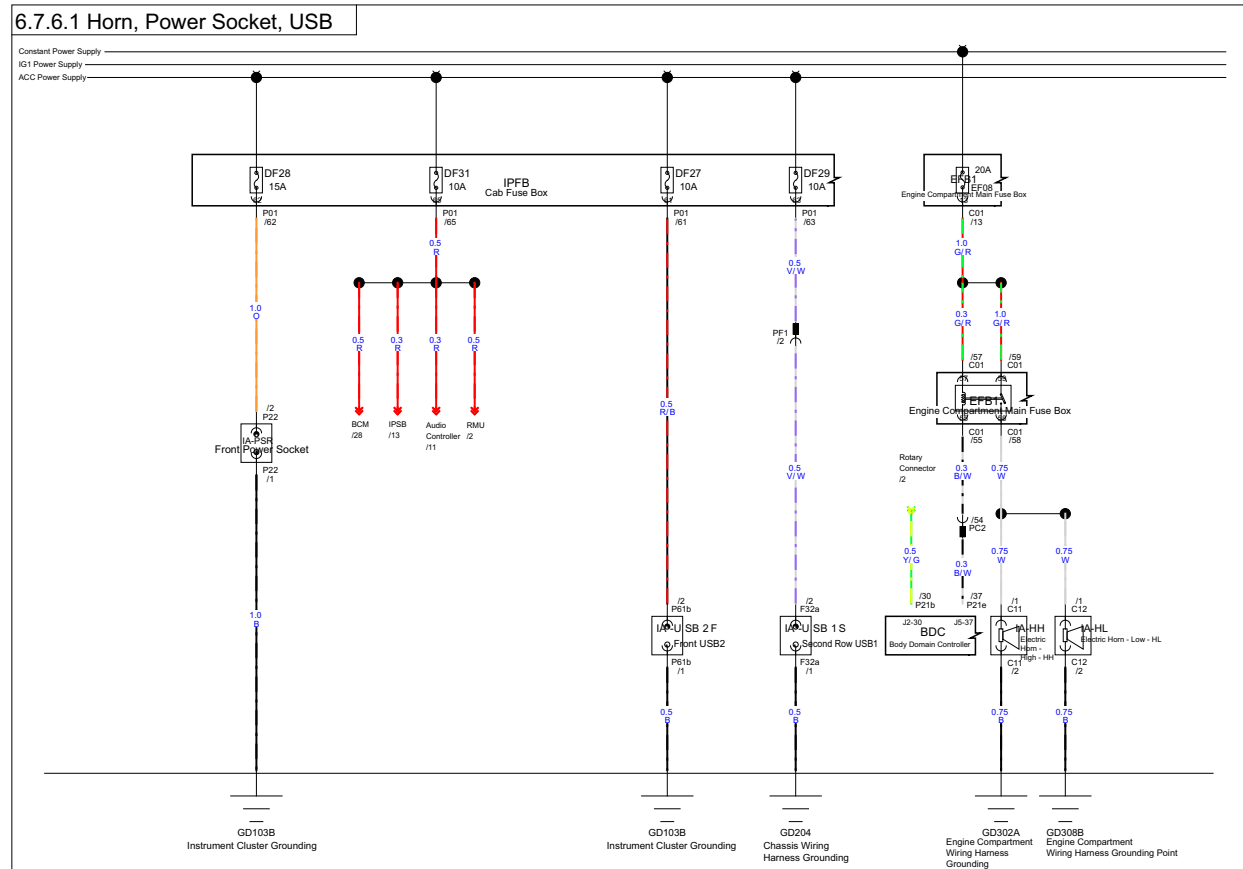 6.7.6.1 Horn, Power Socket, USB
Constant Power Supply
IG1 Power Supply
ACC Power Supply
DF28
15A
DF31
10A
IPFB
Cab Fuse Box
DF27
10A
DF29
10A
20A
EFB1
EF08
Engine Compartment Main Fuse Box
P01
/62
P01
/65
P01
/61
P01
/63
C01
/13
0.5
R
0.5
V/W
1.0
G/R
1.0
O
0.5
R
0.3
R
0.3
R
0.5
R
PF1
/2
0.3
G/R
1.0
G/R
/57
C01
/59
C01
EFB1
Engine Compartment Main Fuse Box
BCM
/28
IPSB
/13
Audio
Controller
/11
RMU
/2
0.5
R/B
/2
P22
IA-PSR
Front Power Socket
P22
/1
C01
/55
C01
/58
Rotary
Connector
/2
0.5
V/W
0.3
B/W
0.75
W
/54
PC2
0.5
Y/G
0.3
B/W
0.75
W
0.75
W
1.0
B
/2
P61b
/2
F32a
/30
P21b
/37
P21e
/1
C11
/1
C12
IA-USB2F
Front USB2
IA-USB1S
Second Row USB1
J2-30
J5-37
BDC
Body Domain Controller
IA-HH
Electric
Horn -
High - HH
IA-HL
Electric Horn - Low - HL
P61b
/1
F32a
/1
C11
/2
C12
/2
0.5
B
0.5
B
0.75
B
0.75
B
GD103B
Instrument Cluster Grounding
GD103B
Instrument Cluster Grounding
GD204
Chassis Wiring
Harness Grounding
GD302A
Engine Compartment
Wiring Harness
Grounding
GD308B
Engine Compartment
Wiring Harness Grounding Point